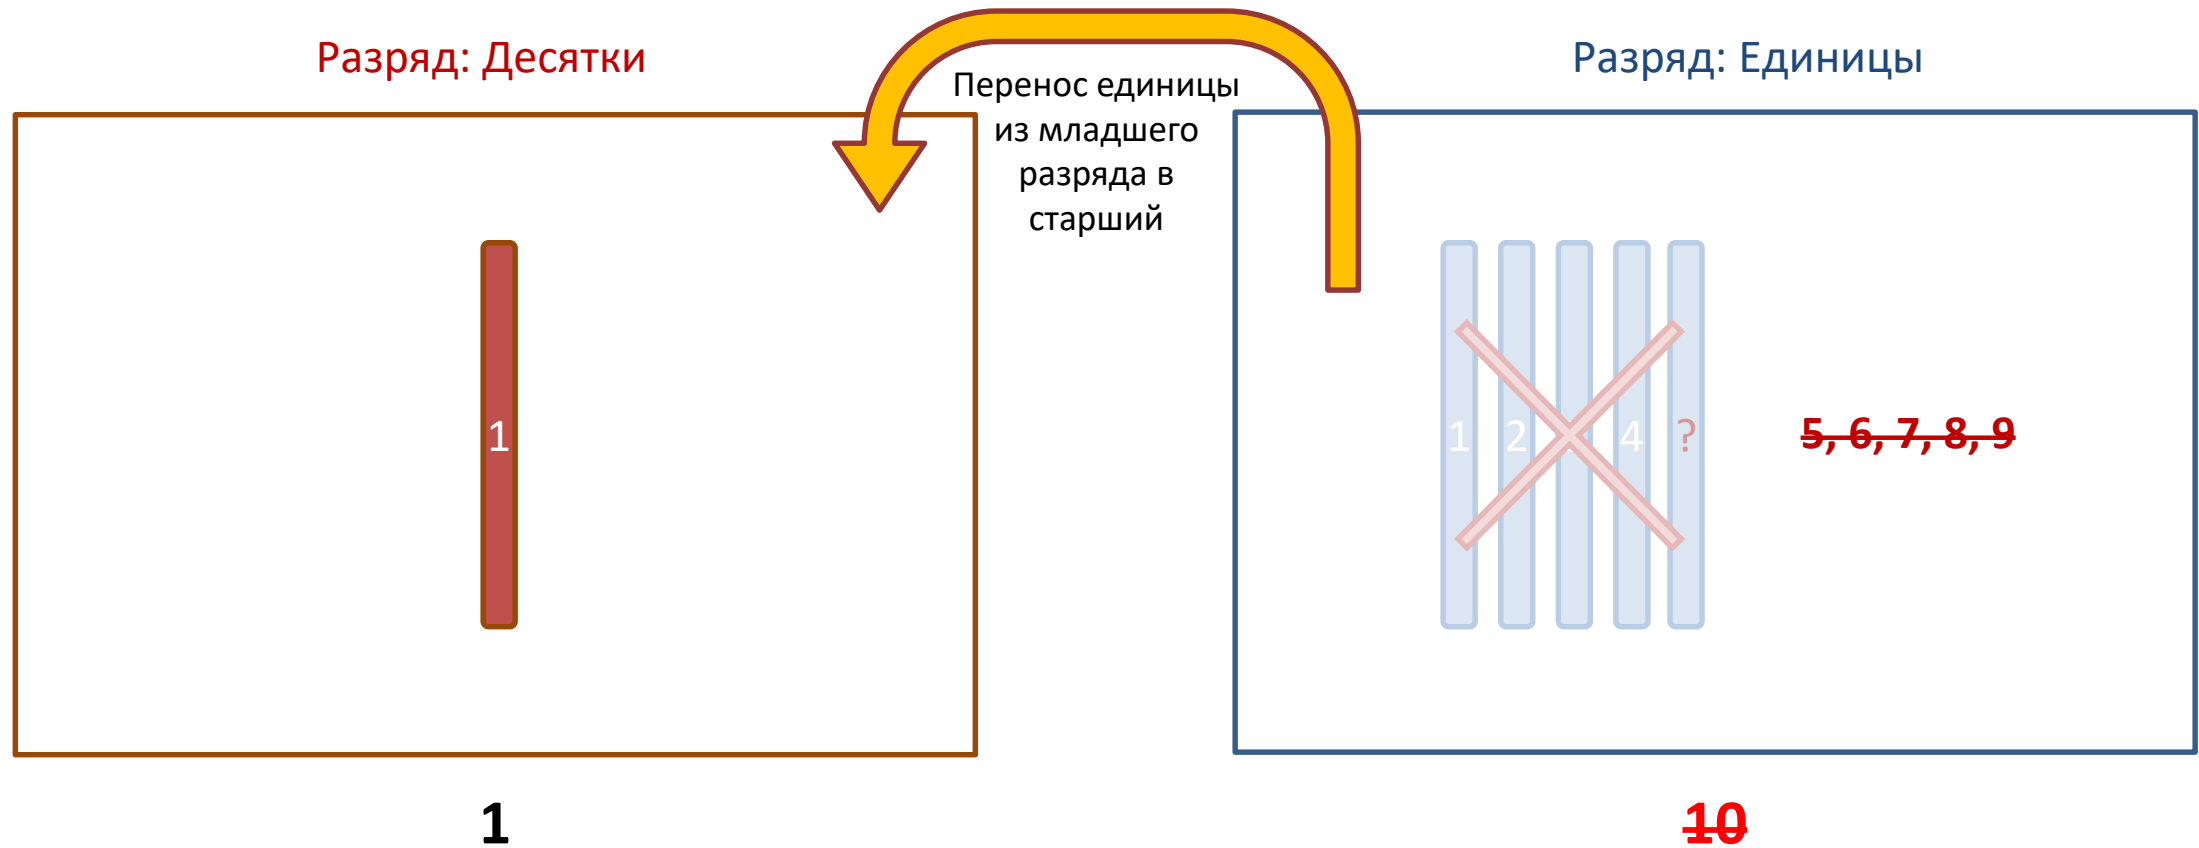 Разряд: Десятки
Перенос единицы
из младшего
разряда в
старший
Разряд: Единицы
1
1 2 4 ?
5, 6, 7, 8, 9
1
10